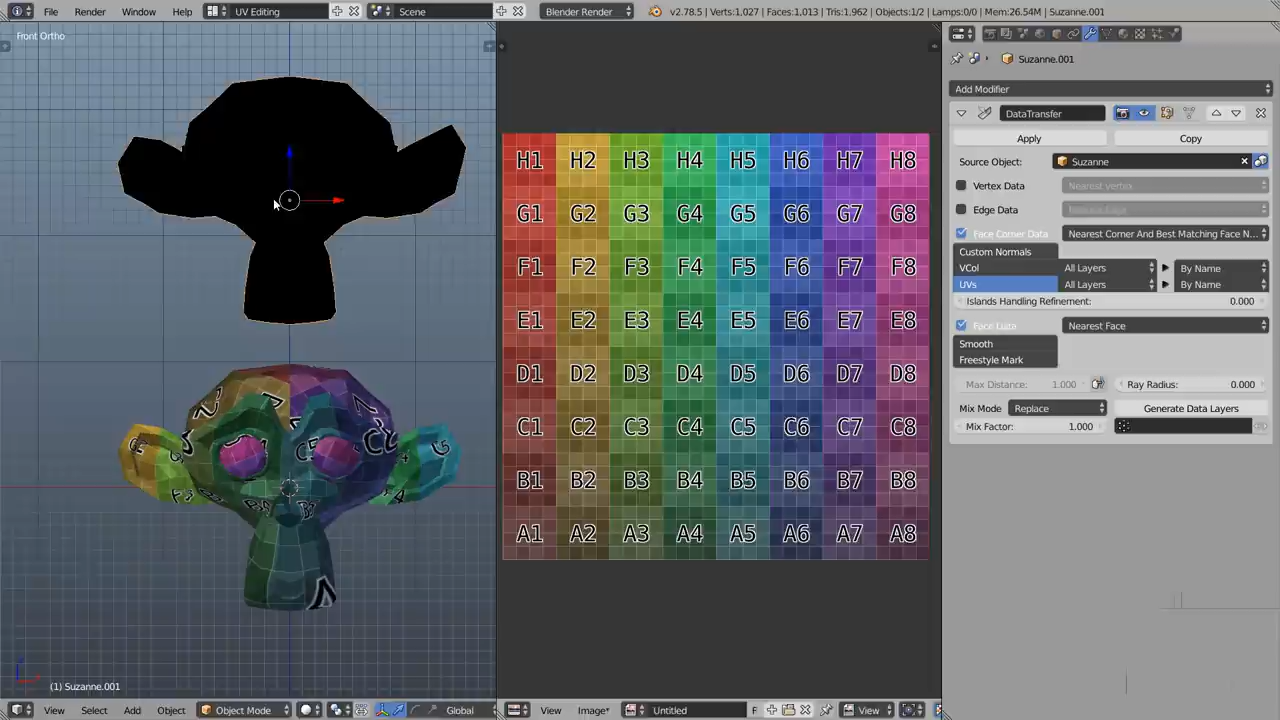 File Render Window Help UV Editing Scene Blender Render v2.78.5 | Verts:1,027 | Faces:1,013 | Tris:1,962 | Objects:1/2 | Lamps:0/0 | Mem:26.54M | Suzanne.001
Front Ortho
Suzanne.001
Add Modifier
DataTransfer
Apply Copy
Source Object: Suzanne
Vertex Data Nearest vertex
Edge Data
Face Corner Data Nearest Corner And Best Matching Face N...
Custom Normals
VCol All Layers By Name
UVs All Layers By Name
Islands Handling Refinement: 0.000
Nearest Face
Smooth
Freestyle Mark
Max Distance: 1.000 Ray Radius: 0.000
Mix Mode Replace Generate Data Layers
Mix Factor: 1.000
H1 H2 H3 H4 H5 H6 H7 H8
G1 G2 G3 G4 G5 G6 G7 G8
F1 F2 F3 F4 F5 F6 F7 F8
E1 E2 E3 E4 E5 E6 E7 E8
D1 D2 D3 D4 D5 D6 D7 D8
C1 C2 C3 C4 C5 C6 C7 C8
B1 B2 B3 B4 B5 B6 B7 B8
A1 A2 A3 A4 A5 A6 A7 A8
(1) Suzanne.001
View Select Add Object Object Mode Global
View Image* Untitled F View